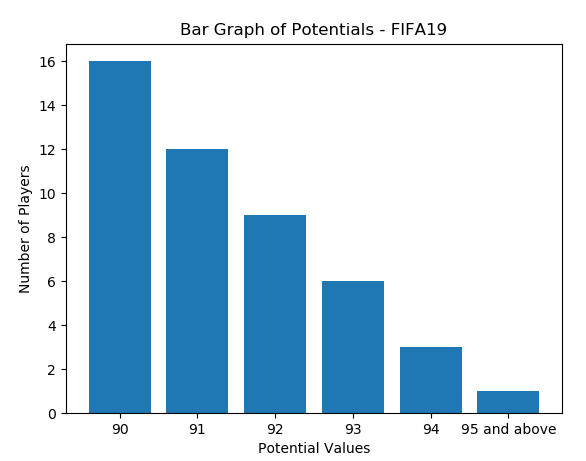 Bar Graph of Potentials - FIFA19
16
14
12
10
8
6
4
2
0
Number of Players
90 91 92 93 94 95 and above
Potential Values